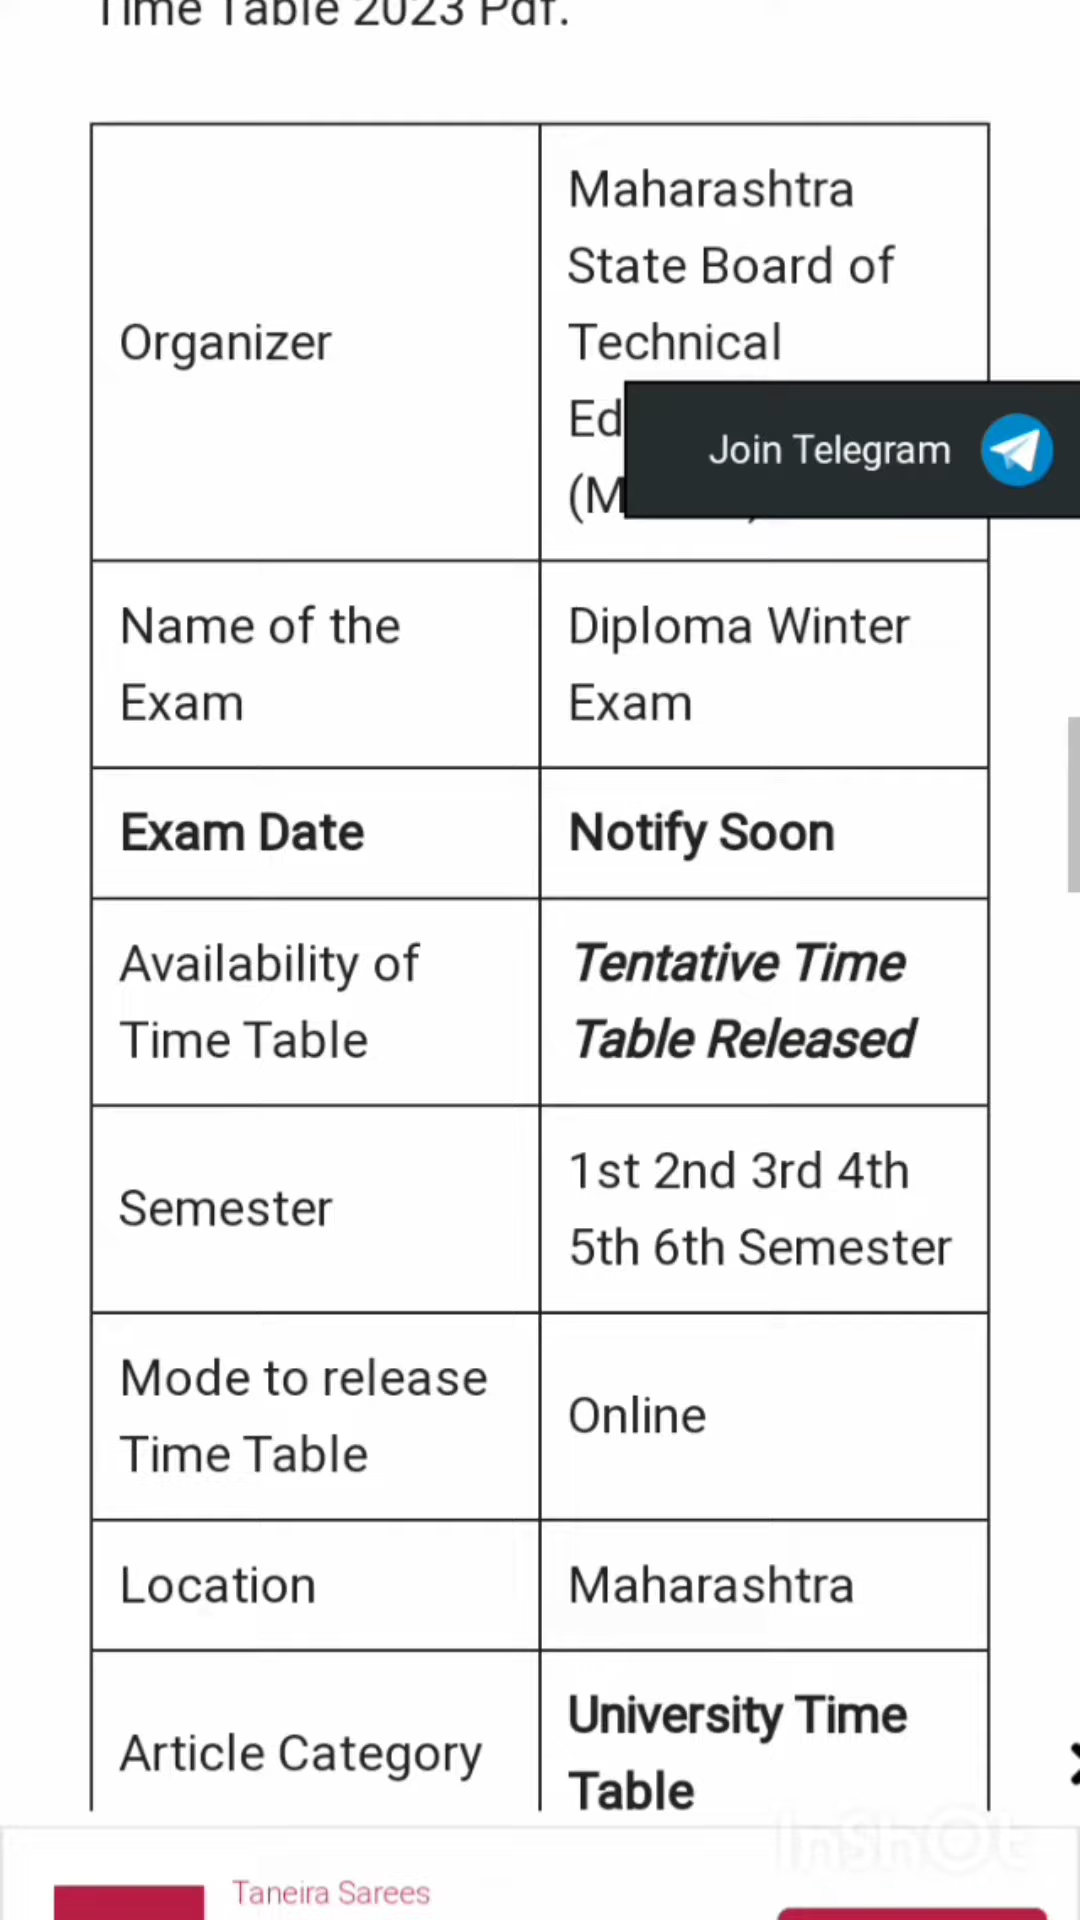 Time Table 2023 Pdf.
Organizer
Maharashtra
State Board of
Technical
Join Telegram
Name of the
Exam
Diploma Winter
Exam
Exam Date
Notify Soon
Availability of
Time Table
Tentative Time
Table Released
Semester
1st 2nd 3rd 4th
5th 6th Semester
Mode to release
Time Table
Online
Location
Maharashtra
Article Category
University Time
Table
InShOt
Taneira Sarees